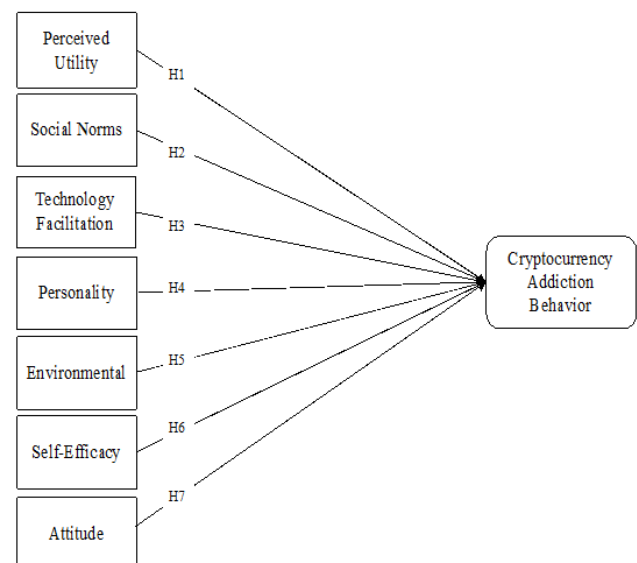 Perceived
Utility
H1
Social Norms
H2
Technology
Facilitation
H3
Personality
H4
Environmental
H5
Self-Efficacy
H6
Attitude
H7
Cryptocurrency
Addiction
Behavior